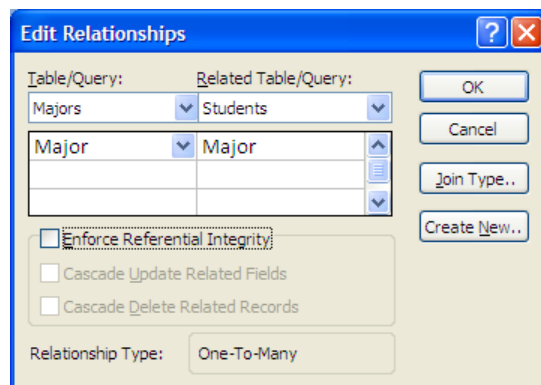 Edit Relationships
Table/Query: Related Table/Query:
Majors Students
Major Major
Enforce Referential Integrity
Cascade Update Related Fields
Cascade Delete Related Records
Relationship Type: One-To-Many
OK
Cancel
Join Type..
Create New..